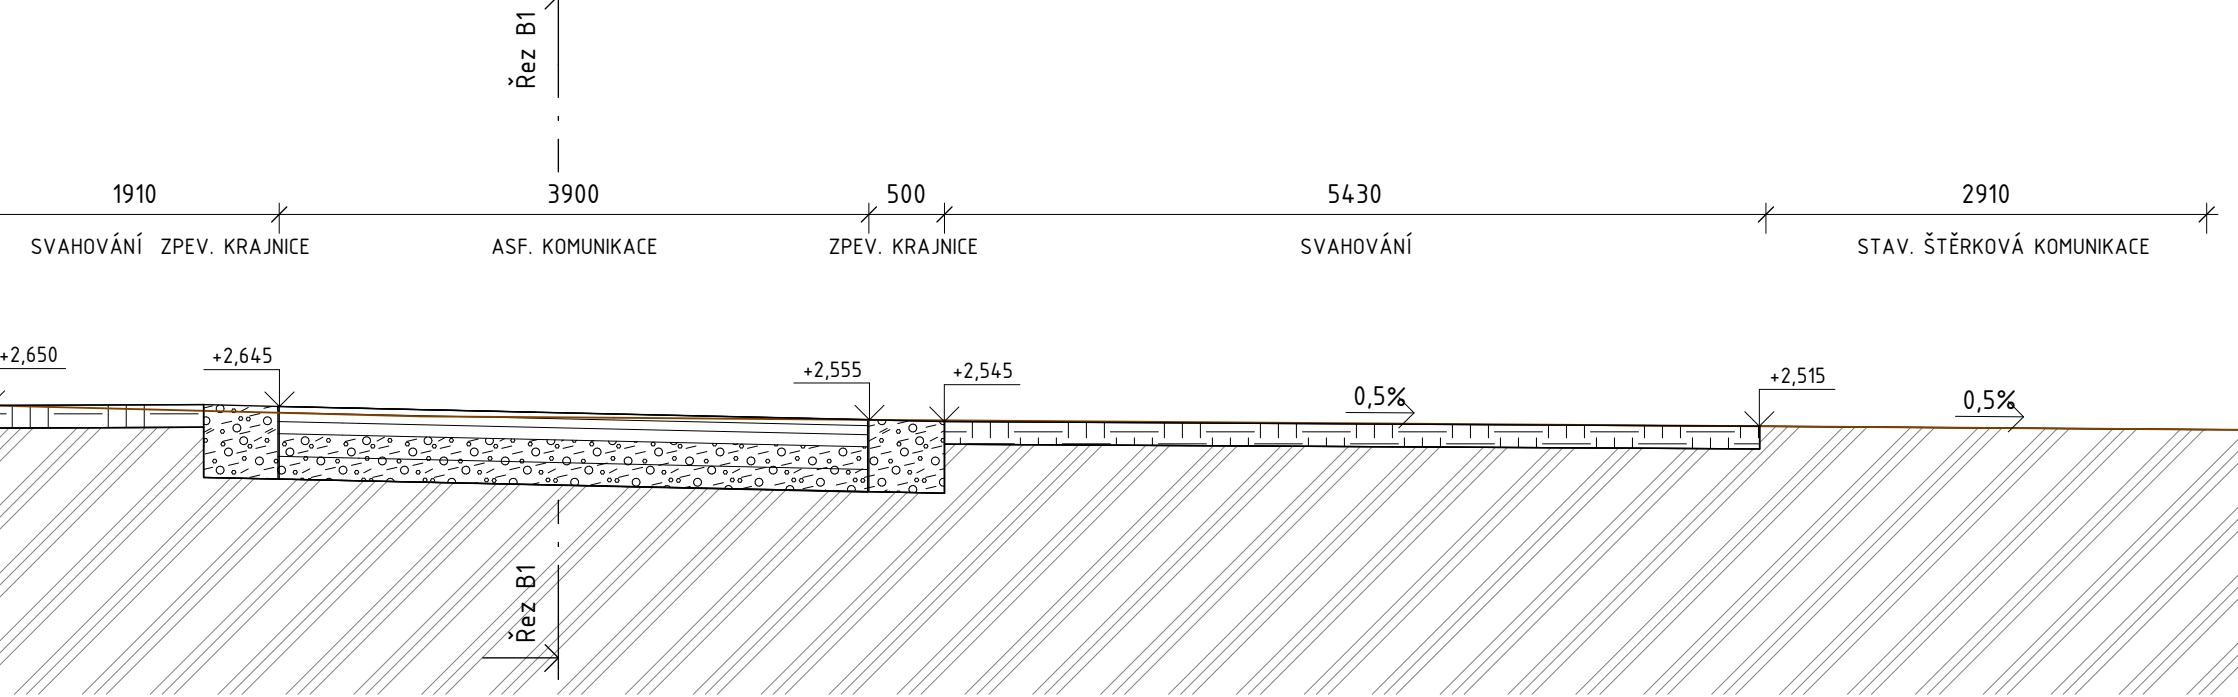 Řez B1
1910 3900 500 5430 2910
SVAHOVÁNÍ ZPEV. KRAJNICE ASF. KOMUNIKACE ZPEV. KRAJNICE SVAHOVÁNÍ STAV. ŠTĚRKOVÁ KOMUNIKACE
+2,650 +2,645 +2,555 +2,545 +2,515
0,5% 0,5%
Řez B1